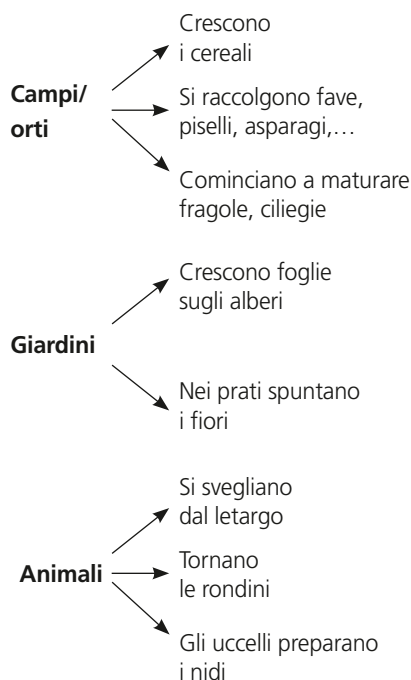 Campi/
orti
Crescono
i cereali
Si raccolgono fave,
piselli, asparagi,…
Cominciano a maturare
fragole, ciliegie
Giardini
Crescono foglie
sugli alberi
Nei prati spuntano
i fiori
Animali
Si svegliano
dal letargo
Tornano
le rondini
Gli uccelli preparano
i nidi